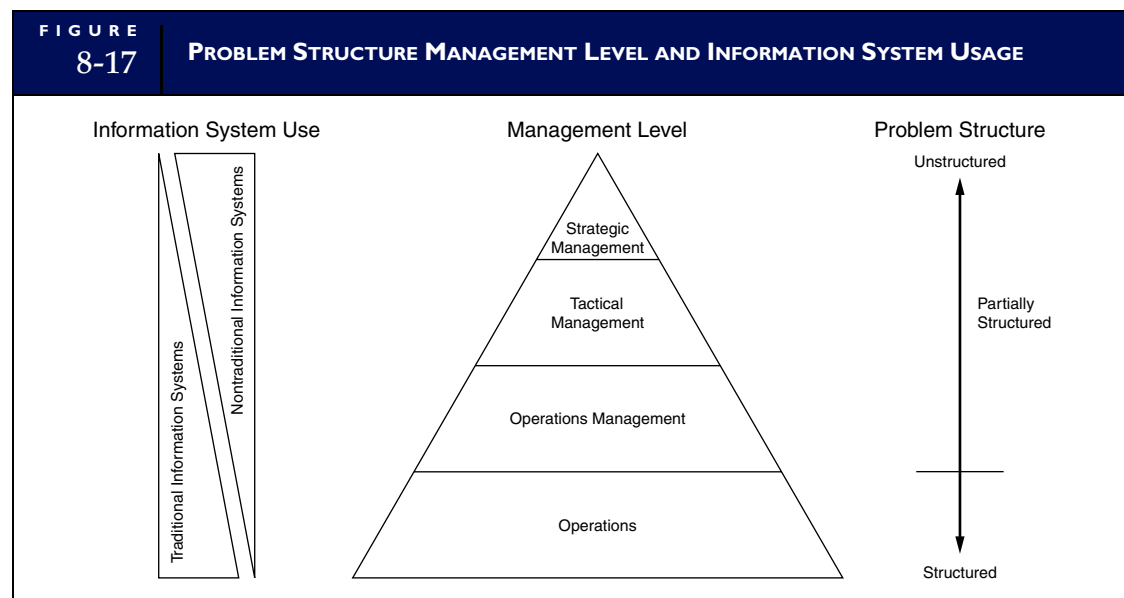 FIGURE
8-17
PROBLEM STRUCTURE MANAGEMENT LEVEL AND INFORMATION SYSTEM USAGE
Information System Use
Management Level
Problem Structure
Traditional Information Systems
Nontraditional Information Systems
Strategic
Management
Tactical
Management
Operations Management
Operations
Unstructured
Partially
Structured
Structured